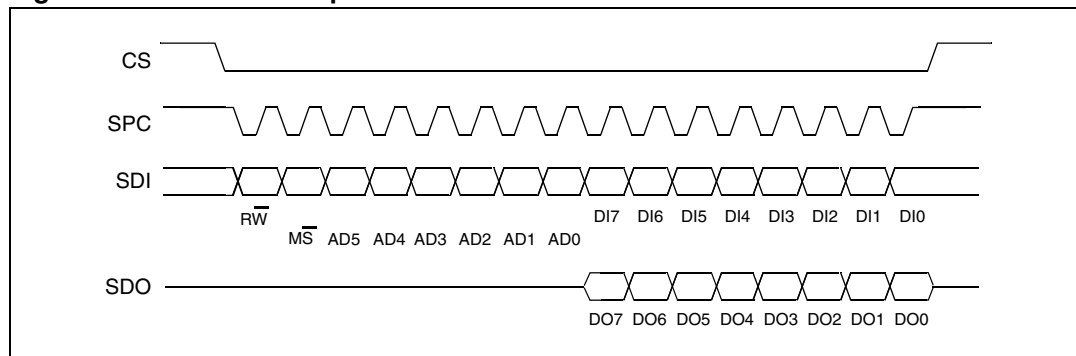 CS
SPC
SDI
RW̅
DI7 DI6 DI5 DI4 DI3 DI2 DI1 DI0
MS̅ AD5 AD4 AD3 AD2 AD1 AD0
SDO
DO7 DO6 DO5 DO4 DO3 DO2 DO1 DO0